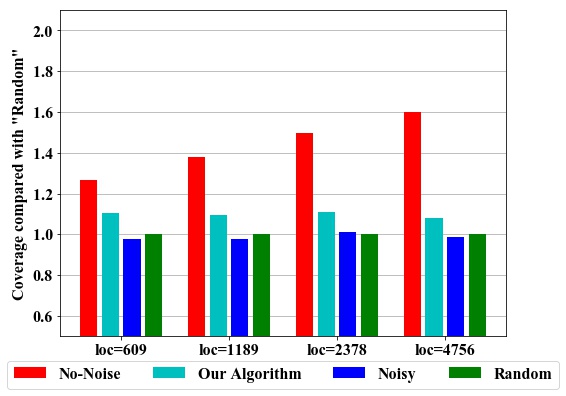 Coverage compared with "Random"
2.0
1.8
1.6
1.4
1.2
1.0
0.8
0.6
loc=609 loc=1189 loc=2378 loc=4756
No-Noise Our Algorithm Noisy Random